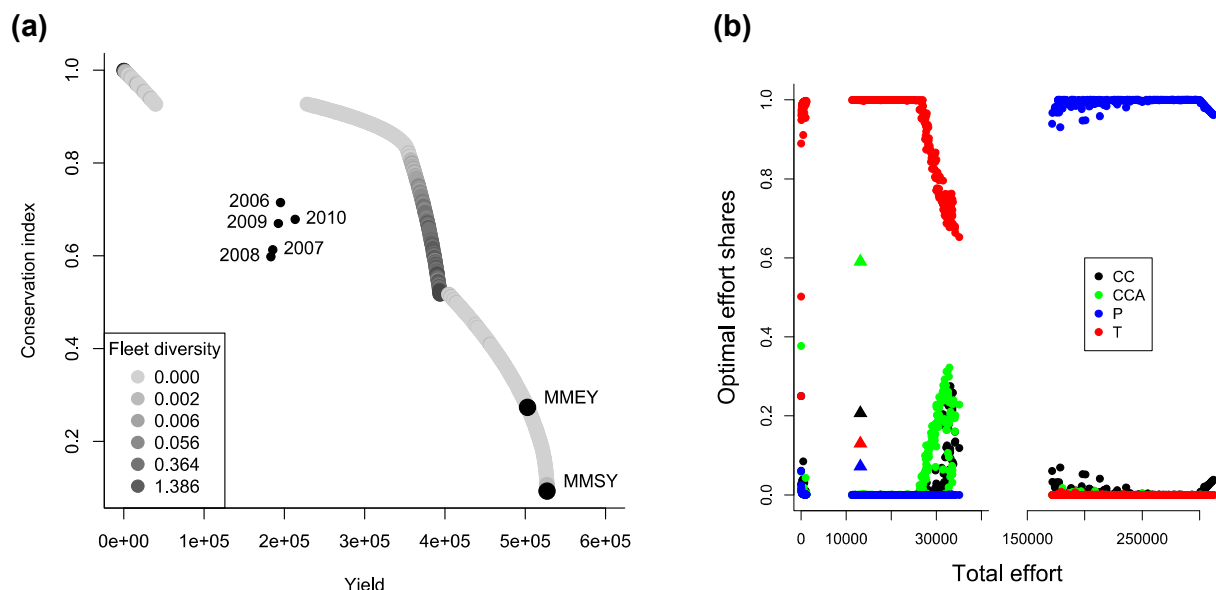 (a)
Conservation index
1.0
0.8
0.6
0.4
0.2
2006
2009
2010
2008
2007
Fleet diversity
0.000
0.002
0.006
0.056
0.364
1.386
MMEY
MMSY
0e+00 1e+05 2e+05 3e+05 4e+05 5e+05 6e+05
Yield
(b)
Optimal effort shares
1.0
0.8
0.6
0.4
0.2
0.0
CC
CCA
P
T
0 10000 30000 150000 250000
Total effort